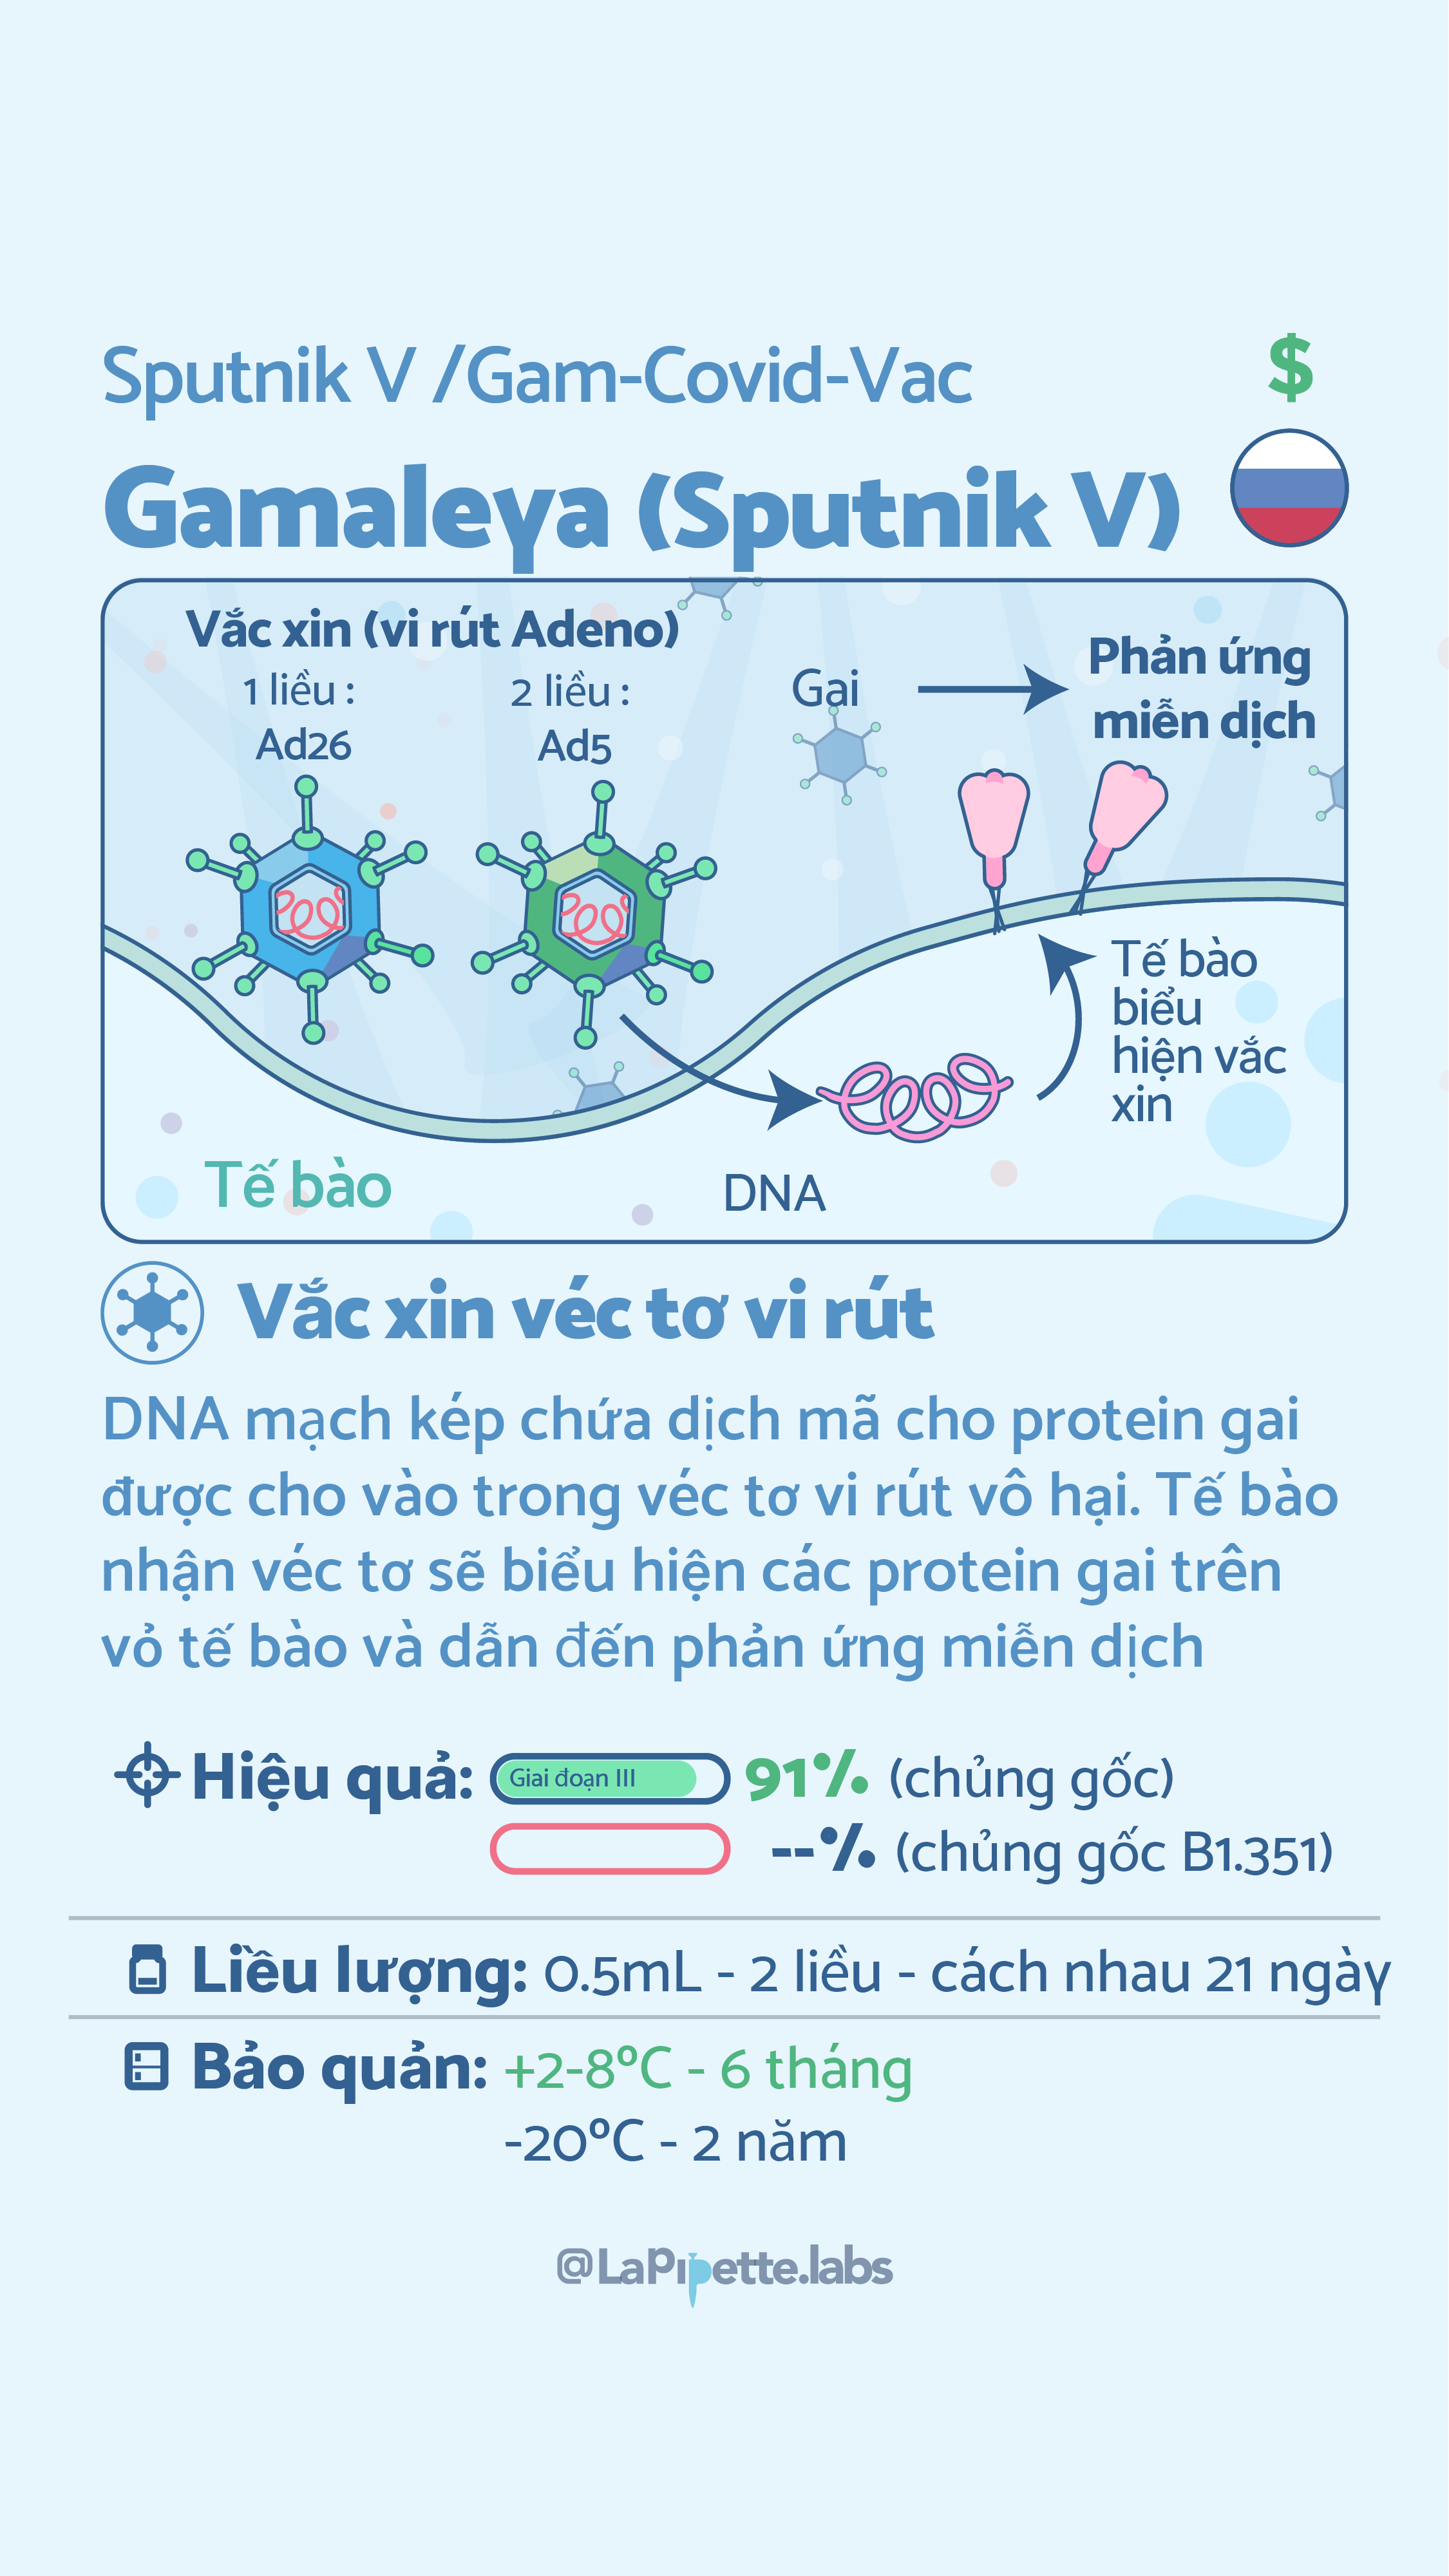 Sputnik V /Gam-Covid-Vac
$
Gamaleya (Sputnik V)
Vắc xin (vi rút Adeno)
1 liều :
Ad26
2 liều :
Ad5
Gai
Phản ứng
miễn dịch
Tế bào
biểu
hiện vắc
xin
Tế bào
DNA
Vắc xin véc tơ vi rút
DNA mạch kép chứa dịch mã cho protein gai
được cho vào trong véc tơ vi rút vô hại. Tế bào
nhận véc tơ sẽ biểu hiện các protein gai trên
vỏ tế bào và dẫn đến phản ứng miễn dịch
Hiệu quả: Giai đoạn III 91% (chủng gốc)
--% (chủng gốc B1.351)
Liều lượng: 0.5mL - 2 liều - cách nhau 21 ngày
Bảo quản: +2-8ºC - 6 tháng
-20ºC - 2 năm
@LaPipette.labs